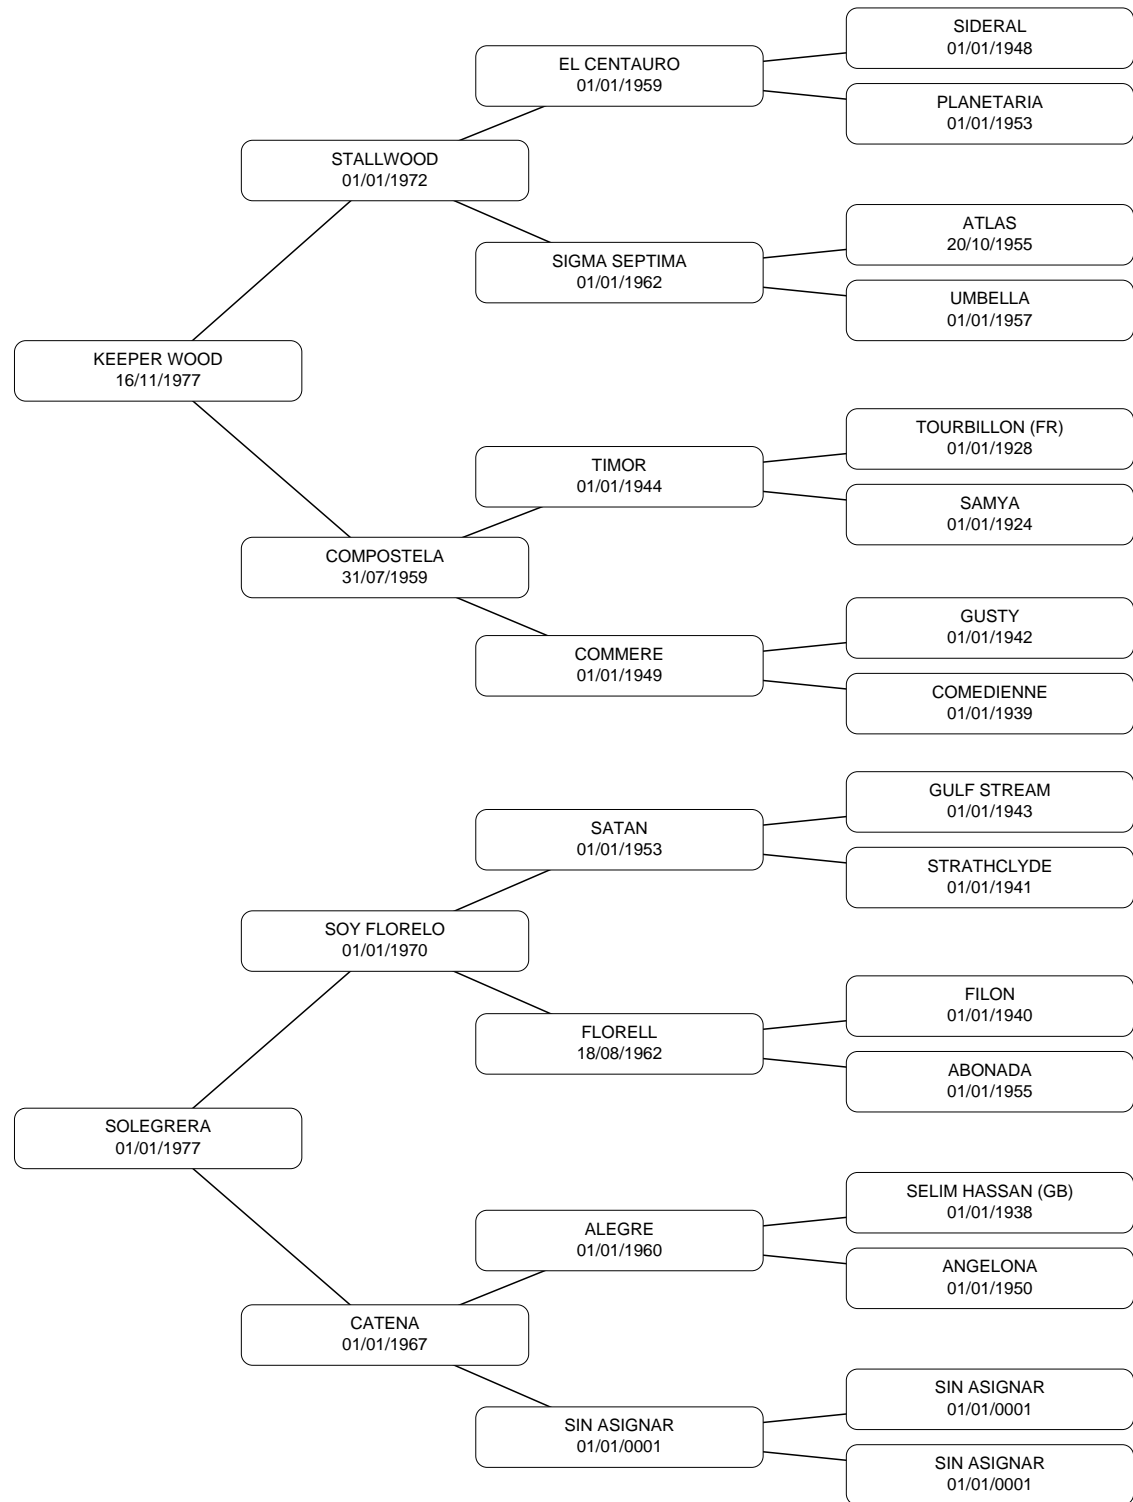 SIDERAL
01/01/1948
EL CENTAURO
01/01/1959
PLANETARIA
01/01/1953
STALLWOOD
01/01/1972
ATLAS
20/10/1955
SIGMA SEPTIMA
01/01/1962
UMBELLA
01/01/1957
KEEPER WOOD
16/11/1977
TOURBILLON (FR)
01/01/1928
TIMOR
01/01/1944
SAMYA
01/01/1924
COMPOSTELA
31/07/1959
GUSTY
01/01/1942
COMMERE
01/01/1949
COMEDIENNE
01/01/1939
GULF STREAM
01/01/1943
SATAN
01/01/1953
STRATHCLYDE
01/01/1941
SOY FLORELO
01/01/1970
FILON
01/01/1940
FLORELL
18/08/1962
ABONADA
01/01/1955
SOLEGRERA
01/01/1977
SELIM HASSAN (GB)
01/01/1938
ALEGRE
01/01/1960
ANGELONA
01/01/1950
CATENA
01/01/1967
SIN ASIGNAR
01/01/0001
SIN ASIGNAR
01/01/0001
SIN ASIGNAR
01/01/0001